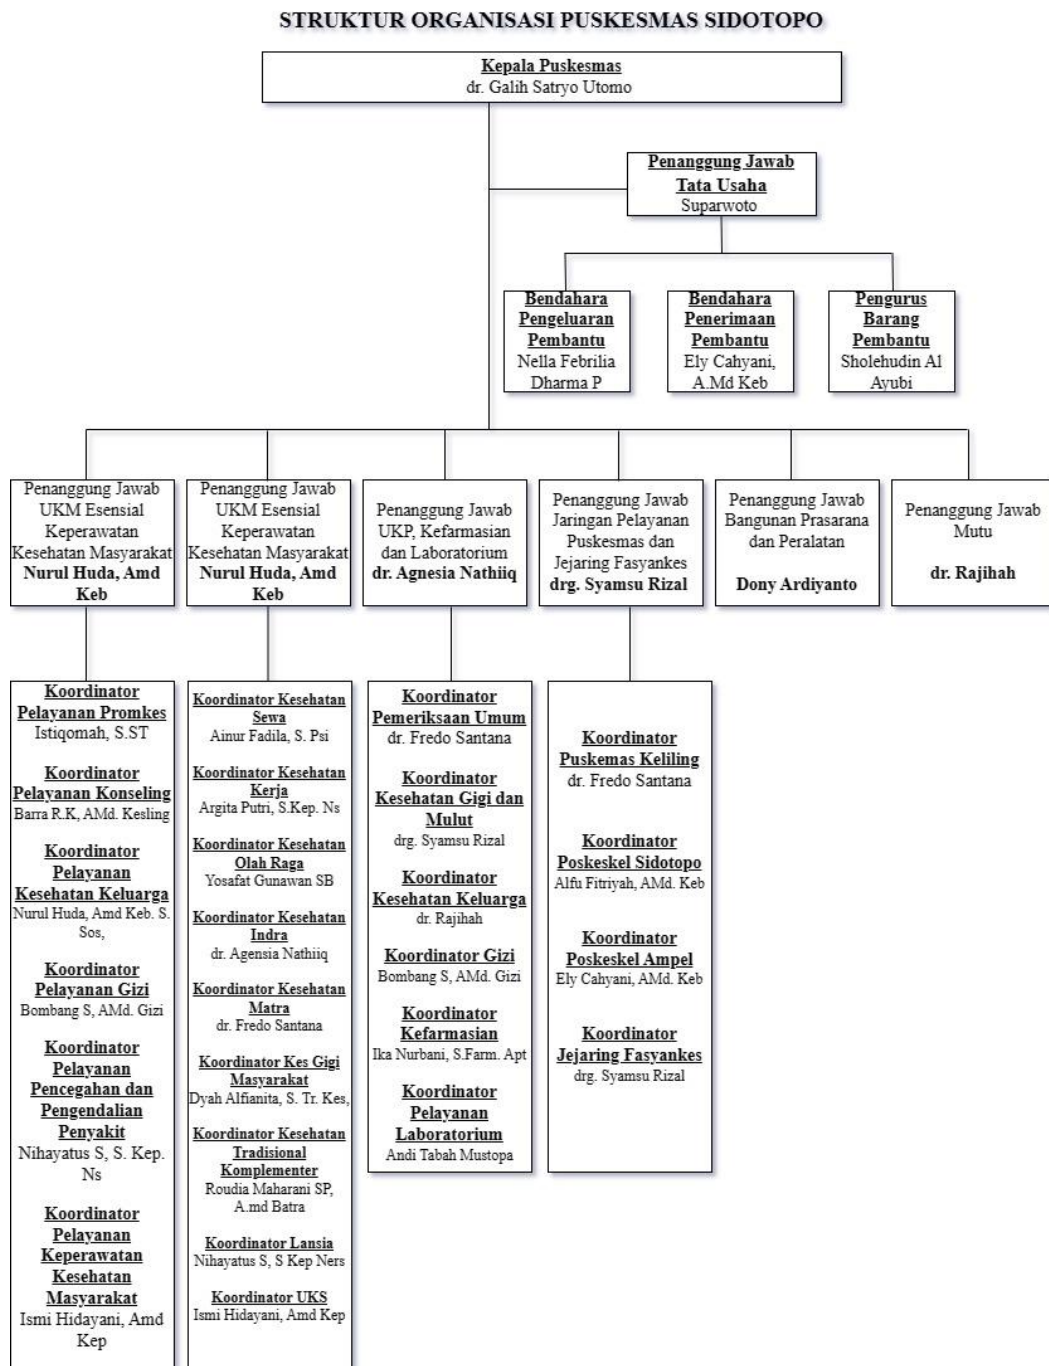 STRUKTUR ORGANISASI PUSKESMAS SIDOTOPO
Kepala Puskesmas
dr. Galih Satryo Utomo
Penanggung Jawab
Tata Usaha
Suparwoto
Bendahara
Pengeluaran
Pembantu
Nella Febrilia
Dharma P
Bendahara
Penerimaan
Pembantu
Ely Cahyani,
A.Md Keb
Pengurus
Barang
Pembantu
Sholehudin Al
Ayubi
Penanggung Jawab
UKM Esensial
Keperawatan
Kesehatan Masyarakat
Nurul Huda, Amd
Keb
Penanggung Jawab
UKM Esensial
Keperawatan
Kesehatan Masyarakat
Nurul Huda, Amd
Keb
Penanggung Jawab
UKP, Kefarmasian
dan Laboratorium
dr. Agnesia Nathiiq
Penanggung Jawab
Jaringan Pelayanan
Puskesmas dan
Jejaring Fasyankes
drg. Syamsu Rizal
Penanggung Jawab
Bangunan Prasarana
dan Peralatan
Dony Ardiyanto
Penanggung Jawab
Mutu
dr. Rajihah
Koordinator
Pelayanan Promkes
Istiqomah, S.ST
Koordinator
Pelayanan Konseling
Barra R.K, AMd. Kesling
Koordinator
Pelayanan
Kesehatan Keluarga
Nurul Huda, Amd Keb. S.
Sos,
Koordinator
Pelayanan Gizi
Bombang S, AMd. Gizi
Koordinator
Pelayanan
Pencegahan dan
Pengendalian
Penyakit
Nihayatus S, S. Kep.
Ns
Koordinator
Pelayanan
Keperawatan
Kesehatan
Masyarakat
Ismi Hidayani, Amd
Kep
Koordinator Kesehatan
Sewa
Ainur Fadila, S. Psi
Koordinator Kesehatan
Kerja
Argita Putri, S.Kep. Ns
Koordinator Kesehatan
Olah Raga
Yosafat Gunawan SB
Koordinator Kesehatan
Indra
dr. Agensia Nathiiq
Koordinator Kesehatan
Matra
dr. Fredo Santana
Koordinator Kes Gigi
Masyarakat
Dyah Alfianita, S. Tr. Kes,
Koordinator Kesehatan
Tradisional
Komplementer
Roudia Maharani SP,
A.md Batra
Koordinator Lansia
Nihayatus S, S Kep Ners
Koordinator UKS
Ismi Hidayani, Amd Kep
Koordinator
Pemeriksaan Umum
dr. Fredo Santana
Koordinator
Kesehatan Gigi dan
Mulut
drg. Syamsu Rizal
Koordinator
Kesehatan Keluarga
dr. Rajihah
Koordinator Gizi
Bombang S, AMd. Gizi
Koordinator
Kefarmasian
Ika Nurbani, S.Farm. Apt
Koordinator
Pelayanan
Laboratorium
Andi Tabah Mustopa
Koordinator
Puskemas Keliling
dr. Fredo Santana
Koordinator
Poskeskel Sidotopo
Alfu Fitriyah, AMd. Keb
Koordinator
Poskeskel Ampel
Ely Cahyani, AMd. Keb
Koordinator
Jejaring Fasyankes
drg. Syamsu Rizal